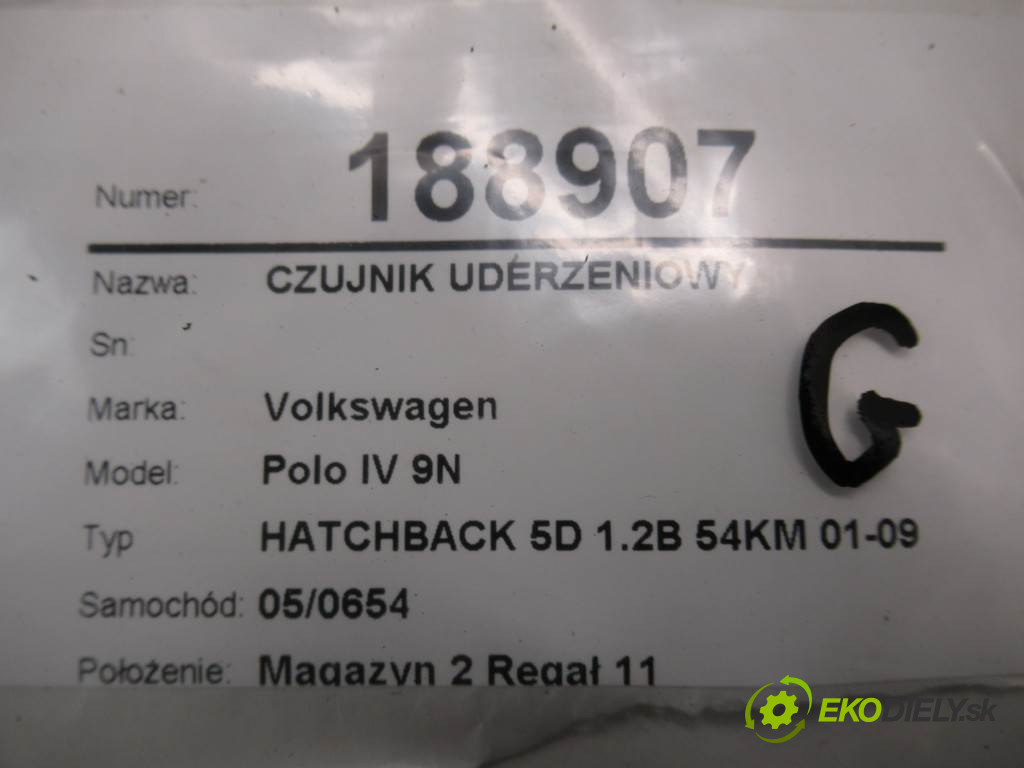 Numer: 188907
Nazwa: CZUJNIK UDERZENIOWY
Sn:
Marka: Volkswagen
G
Model: Polo IV 9N
Typ HATCHBACK 5D 1.2B 54KM 01-09
Samochód: 05/0654
Położenie: Magazyn 2 Regał 11
EKODIELY.sk